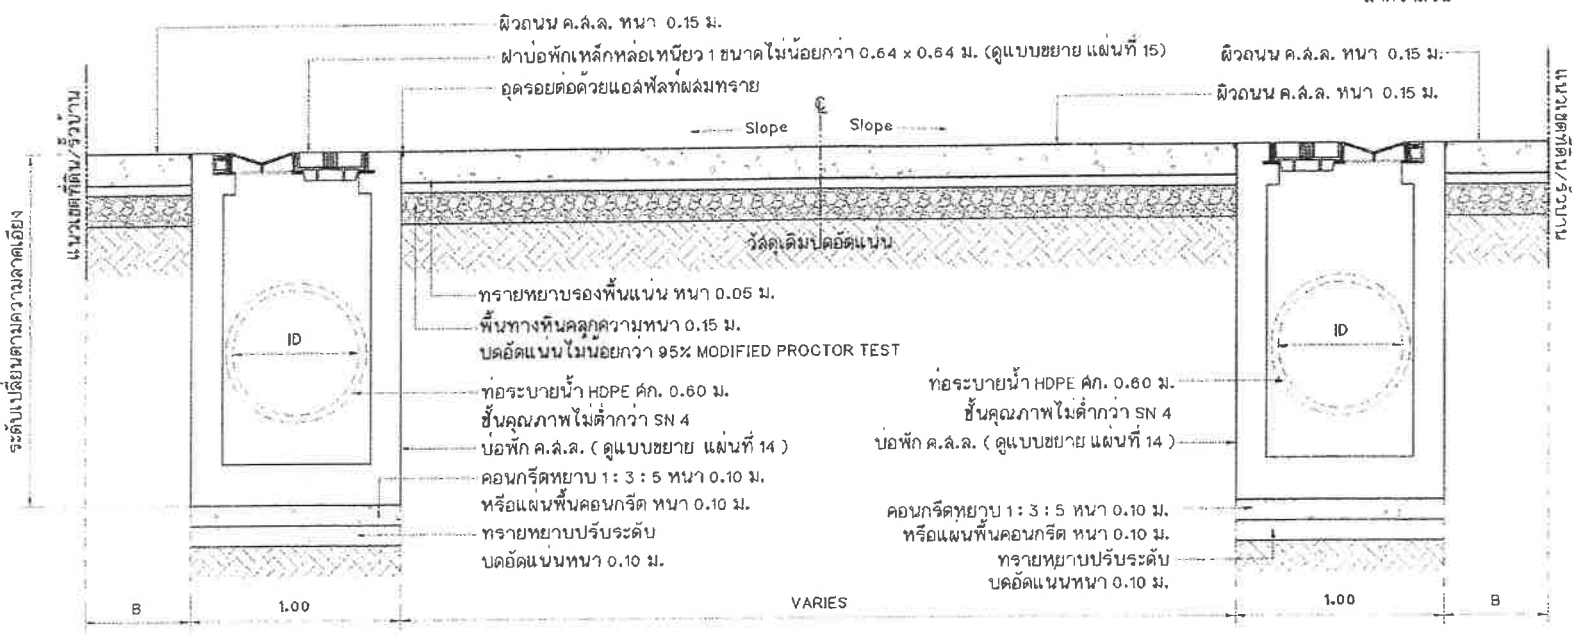 ผิวถนน ค.ส.ล. หนา 0.15 ม.
ฝาบ่อพักเหล็กหล่อเหนียว 1 ขนาดไม่น้อยกว่า 0.64 x 0.64 ม. (ดูแบบขยาย แผ่นที่ 15)
อุดรอยต่อด้วยแอสฟัลท์ผสมทราย
ผิวถนน ค.ส.ล. หนา 0.15 ม.
ผิวถนน ค.ส.ล. หนา 0.15 ม.
Slope
Slope
แนวเขตที่ดิน/รั้วบ้าน
แนวเขตที่ดิน/รั้วบ้าน
ระดับเปลี่ยนตามความลาดเอียง
วัสดุเดิมบดอัดแน่น
ทรายหยาบรองพื้นแน่น หนา 0.05 ม.
พื้นทางหินคลุกความหนา 0.15 ม.
บดอัดแน่นไม่น้อยกว่า 95% MODIFIED PROCTOR TEST
ID
ท่อระบายน้ำ HDPE ศก. 0.60 ม.
ชั้นคุณภาพไม่ต่ำกว่า SN 4
บ่อพัก ค.ส.ล. ( ดูแบบขยาย แผ่นที่ 14 )
คอนกรีตหยาบ 1 : 3 : 5 หนา 0.10 ม.
หรือแผ่นพื้นคอนกรีต หนา 0.10 ม.
ทรายหยาบปรับระดับ
บดอัดแน่นหนา 0.10 ม.
ID
ท่อระบายน้ำ HDPE ศก. 0.60 ม.
ชั้นคุณภาพไม่ต่ำกว่า SN 4
บ่อพัก ค.ส.ล. ( ดูแบบขยาย แผ่นที่ 14 )
คอนกรีตหยาบ 1 : 3 : 5 หนา 0.10 ม.
หรือแผ่นพื้นคอนกรีต หนา 0.10 ม.
ทรายหยาบปรับระดับ
บดอัดแน่นหนา 0.10 ม.
B
1.00
VARIES
1.00
B